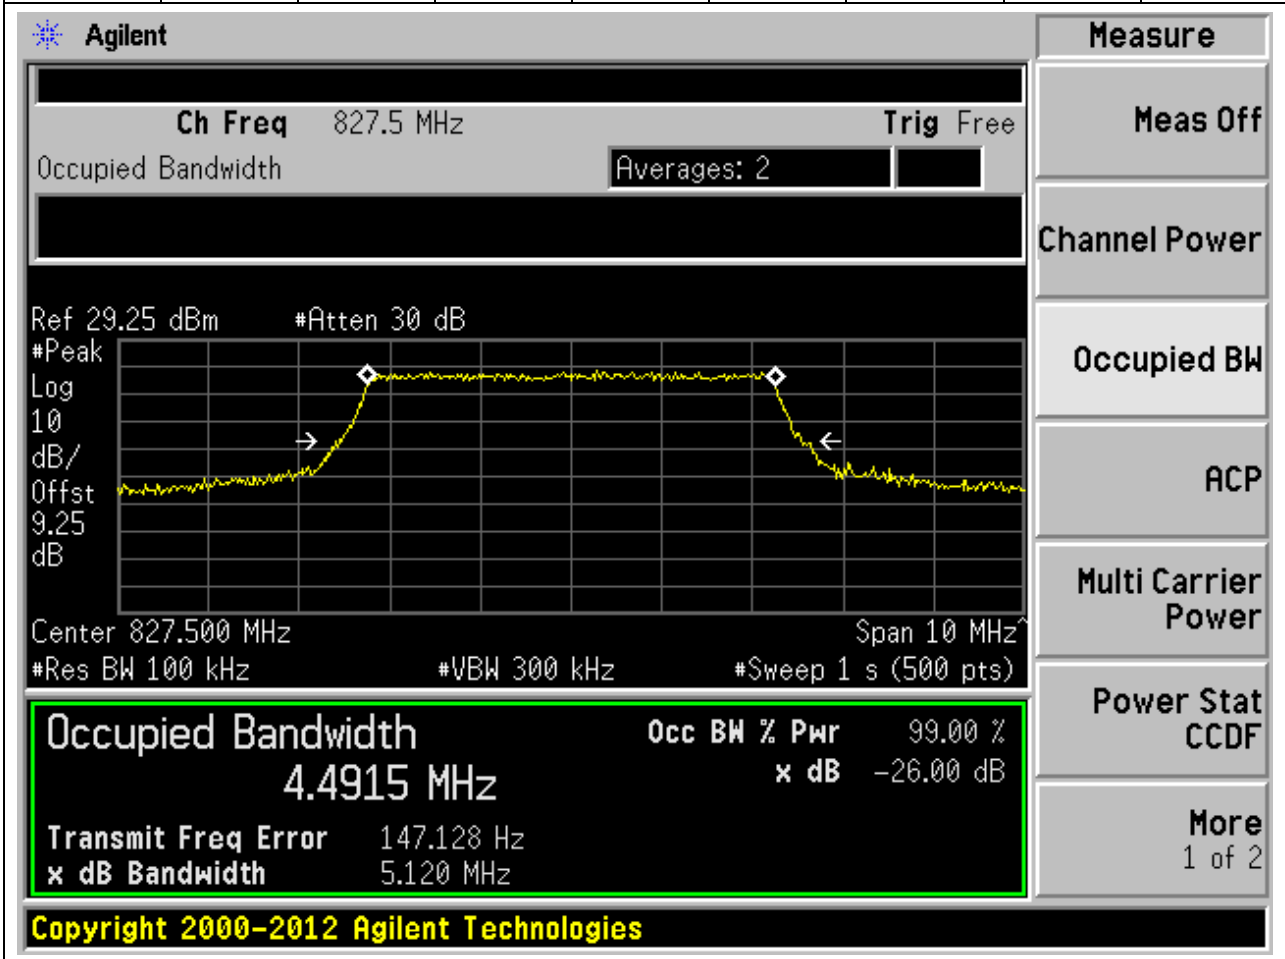 Agilent
Measure
Ch Freq 827.5 MHz Trig Free
Occupied Bandwidth Averages: 2
Meas Off
Channel Power
Occupied BW
ACP
Multi Carrier
Power
Power Stat
CCDF
More
1 of 2
Ref 29.25 dBm #Atten 30 dB
#Peak
Log
10
dB/
Offst
9.25
dB
Center 827.500 MHz Span 10 MHz^
#Res BW 100 kHz #VBW 300 kHz #Sweep 1 s (500 pts)
Occupied Bandwidth Occ BW % Pwr 99.00 %
4.4915 MHz x dB -26.00 dB
Transmit Freq Error 147.128 Hz
x dB Bandwidth 5.120 MHz
Copyright 2000-2012 Agilent Technologies